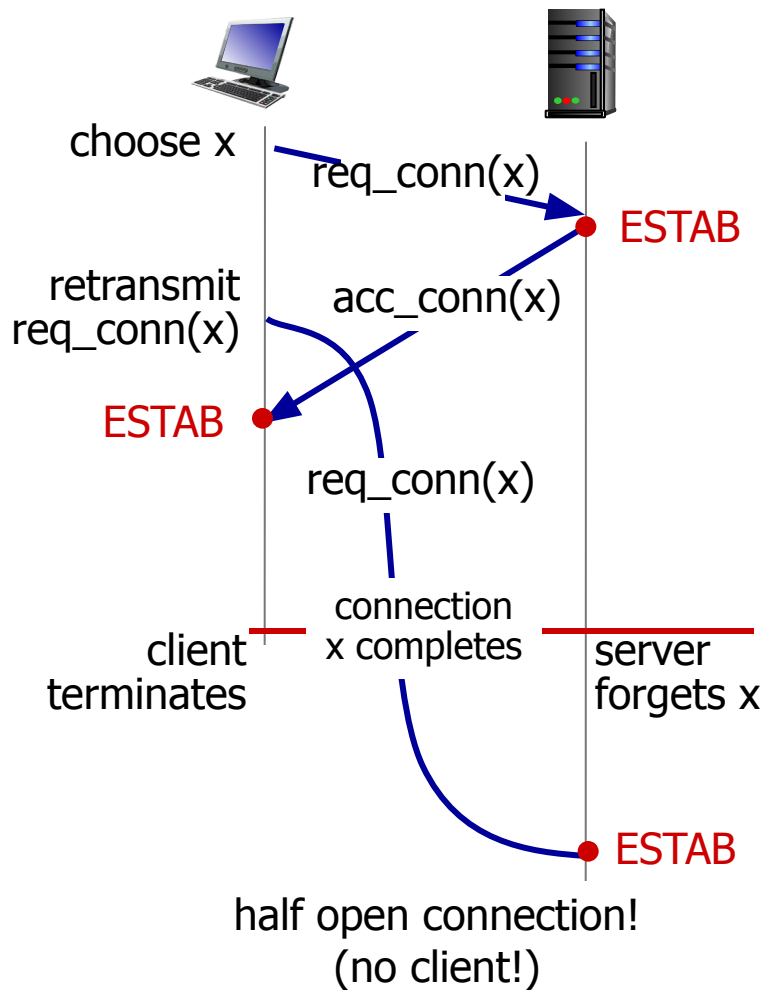 choose x
req_conn(x)
ESTAB
retransmit
req_conn(x)
acc_conn(x)
ESTAB
req_conn(x)
connection
x completes
client
terminates
server
forgets x
ESTAB
half open connection!
(no client!)